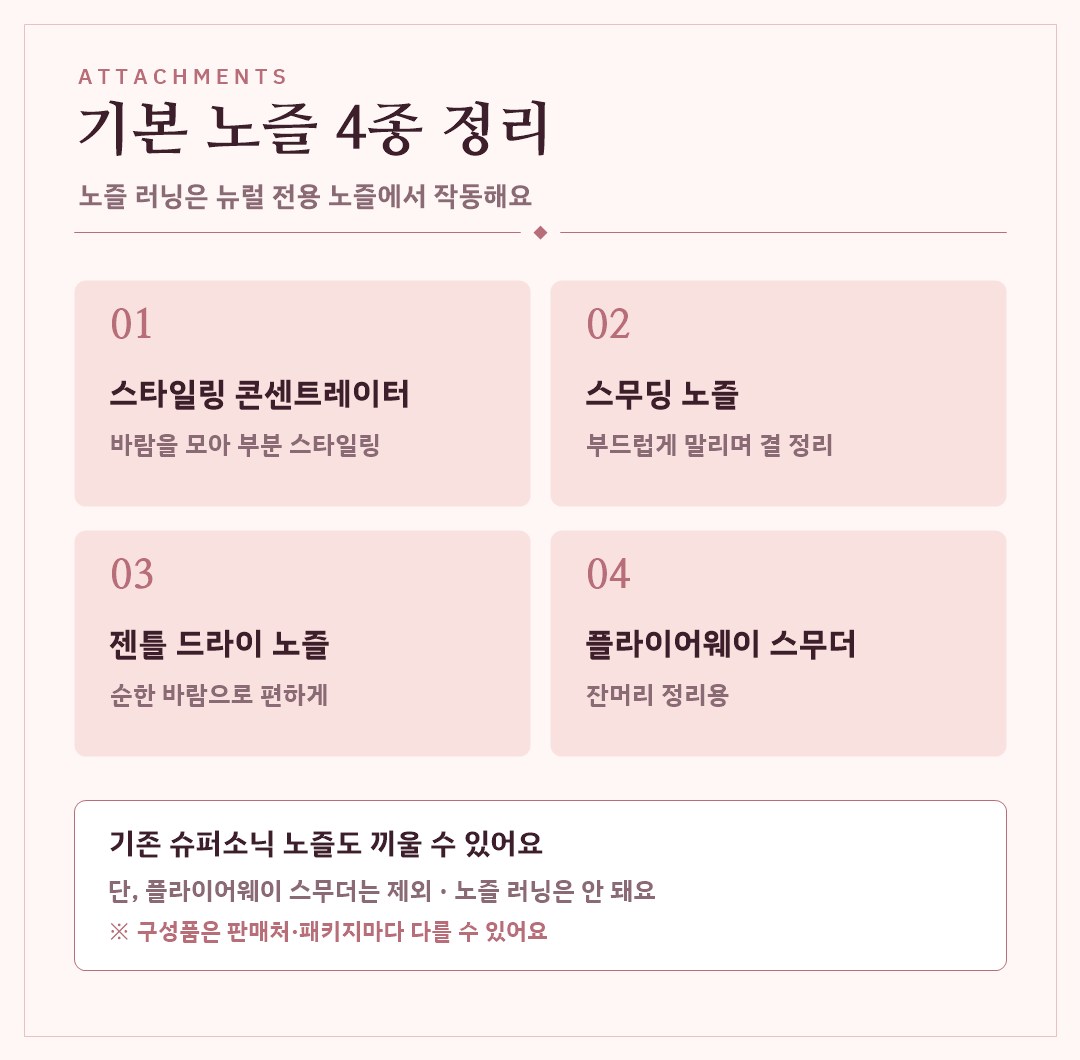 ATTACHMENTS
기본 노즐 4종 정리
노즐 러닝은 뉴럴 전용 노즐에서 작동해요
01
스타일링 콘센트레이터
바람을 모아 부분 스타일링
02
스무딩 노즐
부드럽게 말리며 결 정리
03
젠틀 드라이 노즐
순한 바람으로 편하게
04
플라이어웨이 스무더
잔머리 정리용
기존 슈퍼소닉 노즐도 끼울 수 있어요
단, 플라이어웨이 스무더는 제외 · 노즐 러닝은 안 돼요
※ 구성품은 판매처·패키지마다 다를 수 있어요